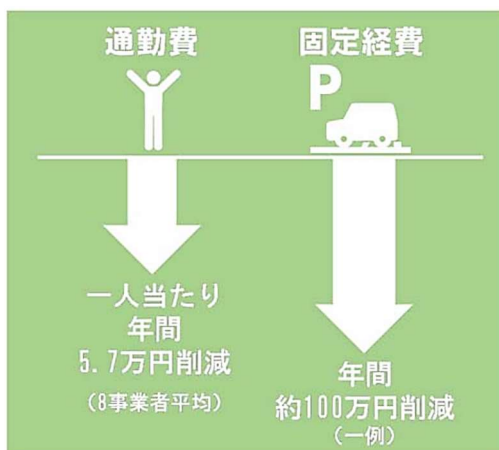 通勤費
一人当たり
年間
5.7万円削減
(8事業者平均)
固定経費
P
年間
約100万円削減
(一例)